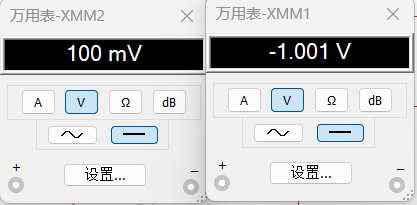 万用表-XMM2
100 mV
A V Ω dB
+ 设置... −
万用表-XMM1
-1.001 V
A V Ω dB
+ 设置... −